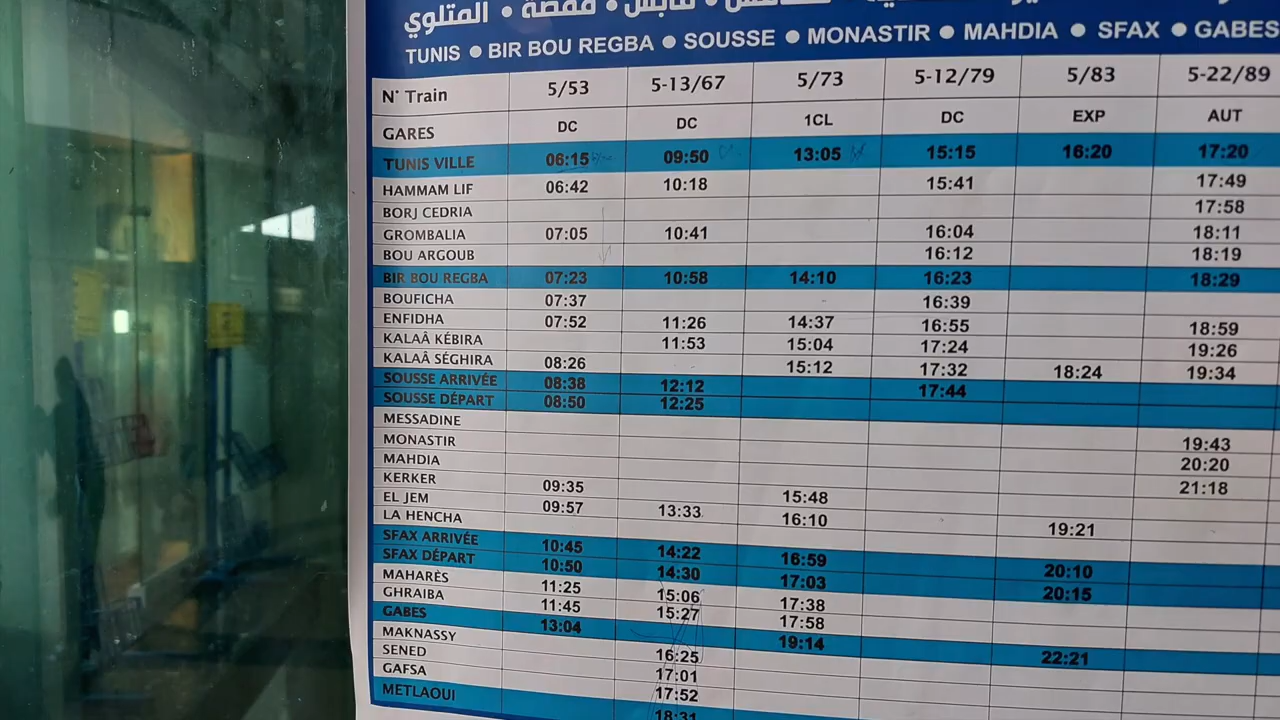 قفصة • المتلوي
TUNIS ● BIR BOU REGBA ● SOUSSE ● MONASTIR ● MAHDIA ● SFAX ● GABES
N° Train 5/53 5-13/67 5/73 5-12/79 5/83 5-22/89
GARES DC DC 1CL DC EXP AUT
TUNIS VILLE 06:15 09:50 13:05 15:15 16:20 17:20
HAMMAM LIF 06:42 10:18 15:41 17:49
BORJ CEDRIA 17:58
GROMBALIA 07:05 10:41 16:04 18:11
BOU ARGOUB 16:12 18:19
BIR BOU REGBA 07:23 10:58 14:10 16:23 18:29
BOUFICHA 07:37 16:39
ENFIDHA 07:52 11:26 14:37 16:55 18:59
KALAÂ KÉBIRA 11:53 15:04 17:24 19:26
KALAÂ SÉGHIRA 08:26 15:12 17:32 18:24 19:34
SOUSSE ARRIVÉE 08:38 12:12 17:44
SOUSSE DÉPART 08:50 12:25
MESSADINE
MONASTIR 19:43
MAHDIA 20:20
KERKER 09:35 21:18
EL JEM 09:57 13:33 15:48
LA HENCHA 16:10 19:21
SFAX ARRIVÉE 10:45 14:22 16:59
SFAX DÉPART 10:50 14:30 17:03 20:10
MAHARÈS 11:25 15:06 17:38 20:15
GHRAIBA 11:45 15:27 17:58
GABES 13:04 19:14
MAKNASSY 16:25 22:21
SENED 17:01
GAFSA 17:52
METLAOUI 18:31